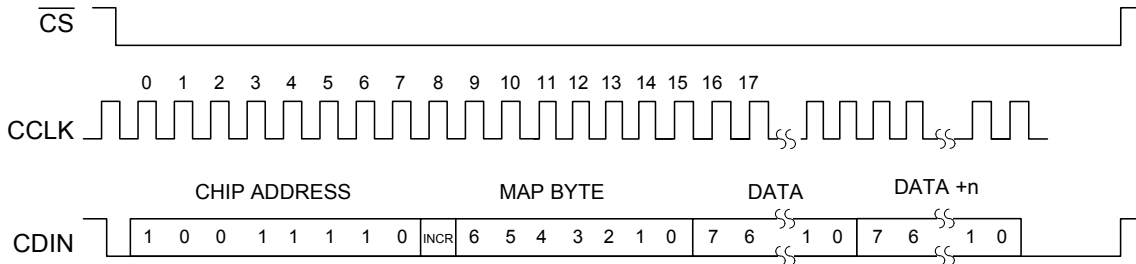 CS
0 1 2 3 4 5 6 7 8 9 10 11 12 13 14 15 16 17
CCLK
CHIP ADDRESS MAP BYTE DATA DATA +n
CDIN 1 0 0 1 1 1 1 0 INCR 6 5 4 3 2 1 0 7 6 1 0 7 6 1 0